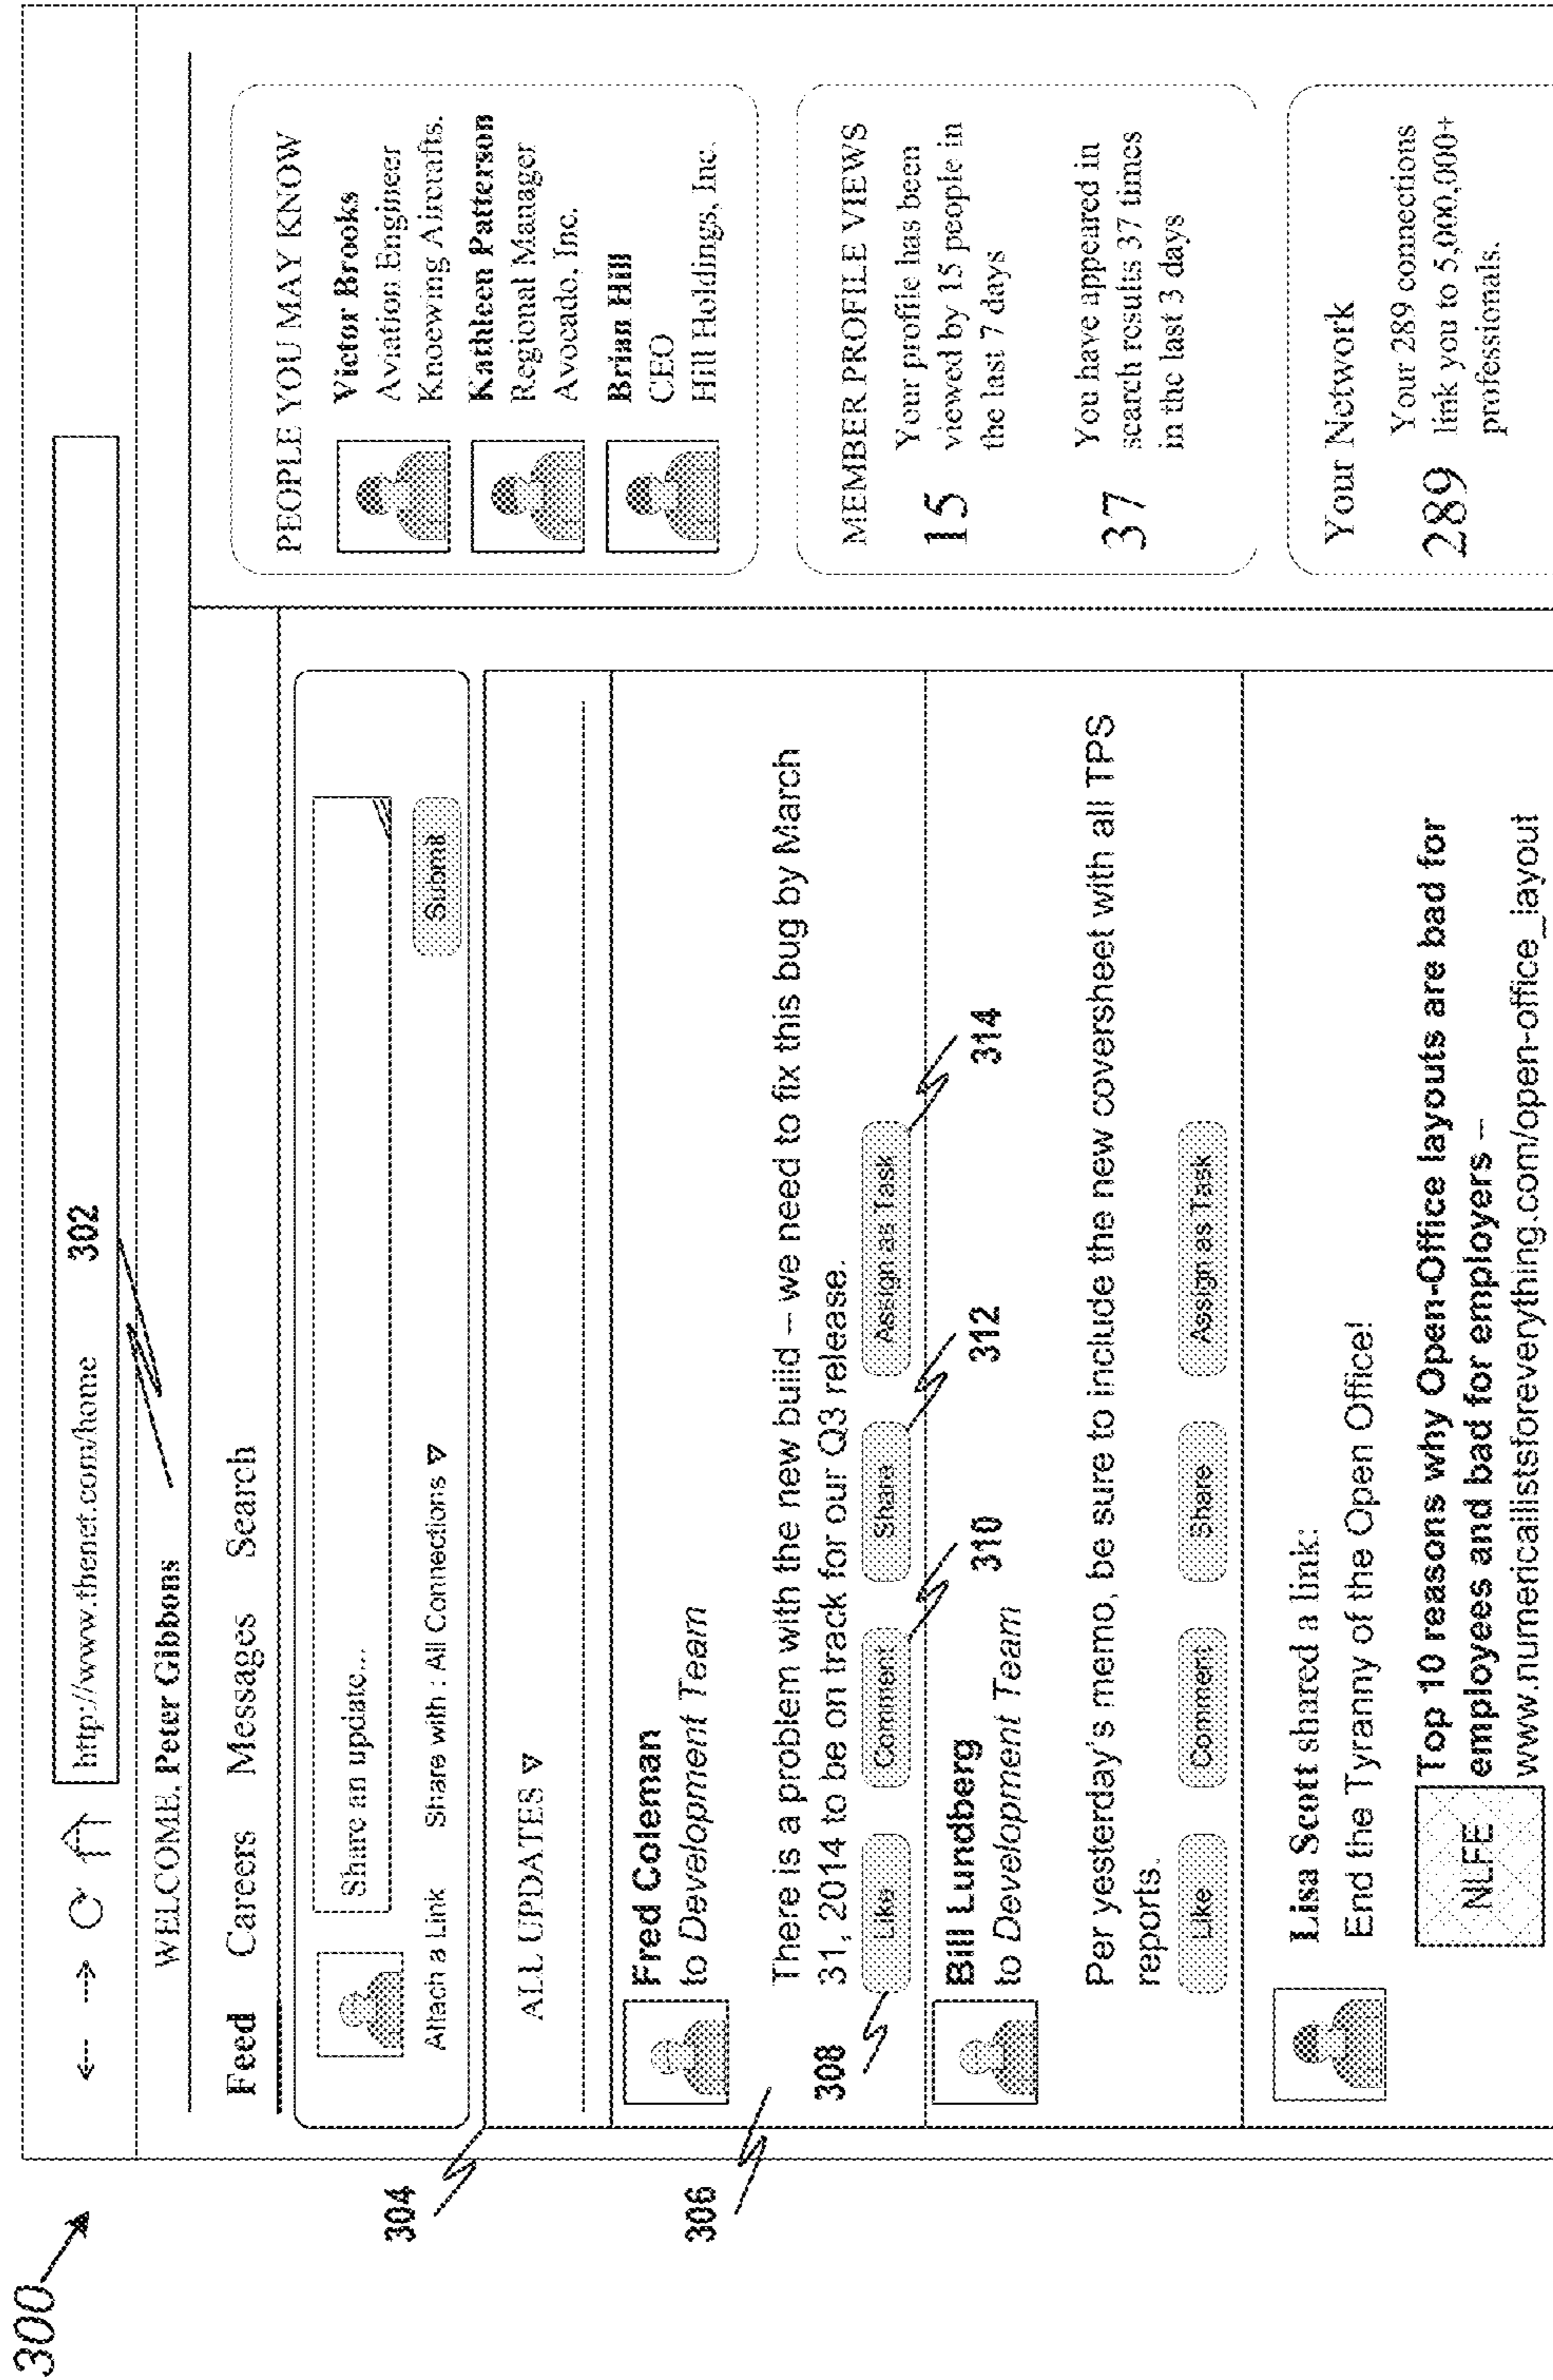 300
http://www.thenet.com/home
302
WELCOME, Peter Gibbons
Feed Careers Messages Search
Share an update...
Attach a Link Share with : All Connections
Submit
304
ALL UPDATES
Fred Coleman
to Development Team
306
There is a problem with the new build – we need to fix this bug by March
31, 2014 to be on track for our Q3 release.
308
Like Comment Share Assign as Task
310 312 314
Bill Lundberg
to Development Team
Per yesterday's memo, be sure to include the new coversheet with all TPS
reports.
Like Comment Share Assign as Task
Lisa Scott shared a link:
End the Tyranny of the Open Office!
NLFE
Top 10 reasons why Open-Office layouts are bad for
employees and bad for employers –
www.numericalistsforeverything.com/open-office_layout
PEOPLE YOU MAY KNOW
Victor Brooks
Aviation Engineer
Knoewing Aircrafts.
Kathleen Patterson
Regional Manager
Avocado, Inc.
Brian Hill
CEO
Hill Holdings, Inc.
MEMBER PROFILE VIEWS
15 Your profile has been
viewed by 15 people in
the last 7 days
37 You have appeared in
search results 37 times
in the last 3 days
Your Network
289 Your 289 connections
link you to 5,000,000+
professionals.